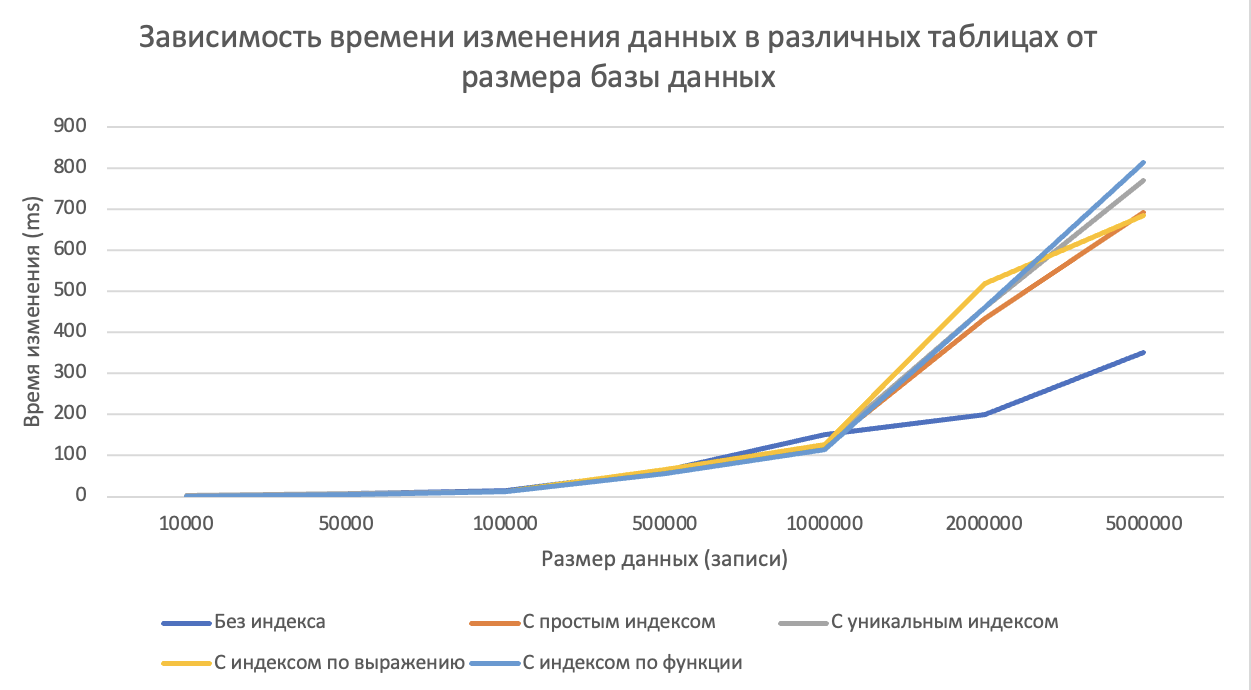 Зависимость времени изменения данных в различных таблицах от
размера базы данных
900
800
700
600
500
400
300
200
100
0
Время изменения (ms)
10000 50000 100000 500000 1000000 2000000 5000000
Размер данных (записи)
Без индекса С простым индексом С уникальным индексом
С индексом по выражению С индексом по функции